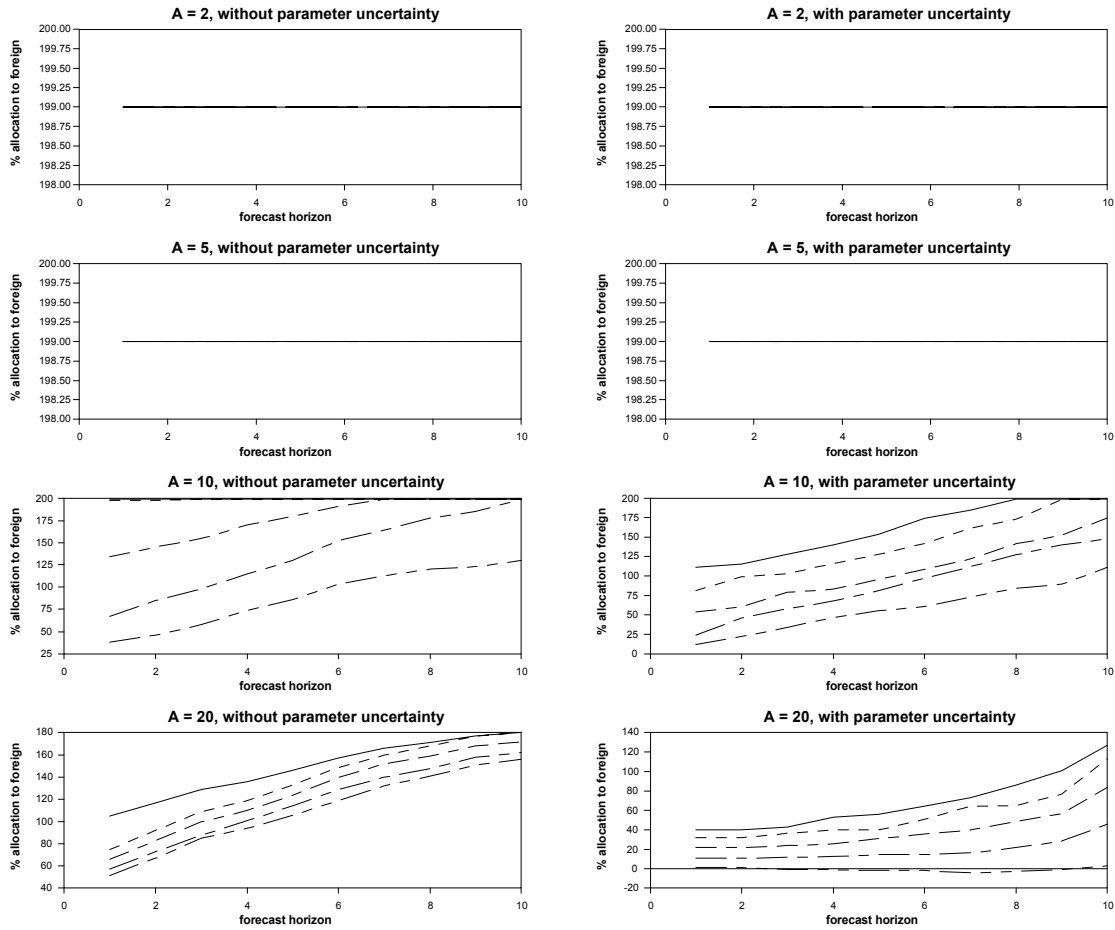 A = 2, without parameter uncertainty
% allocation to foreign
200.00
199.75
199.50
199.25
199.00
198.75
198.50
198.25
198.00
0 2 4 6 8 10
forecast horizon
A = 2, with parameter uncertainty
% allocation to foreign
200.00
199.75
199.50
199.25
199.00
198.75
198.50
198.25
198.00
0 2 4 6 8 10
forecast horizon
A = 5, without parameter uncertainty
% allocation to foreign
200.00
199.75
199.50
199.25
199.00
198.75
198.50
198.25
198.00
0 2 4 6 8 10
forecast horizon
A = 5, with parameter uncertainty
% allocation to foreign
200.00
199.75
199.50
199.25
199.00
198.75
198.50
198.25
198.00
0 2 4 6 8 10
forecast horizon
A = 10, without parameter uncertainty
% allocation to foreign
200
175
150
125
100
75
50
25
0 2 4 6 8 10
forecast horizon
A = 10, with parameter uncertainty
% allocation to foreign
200
175
150
125
100
75
50
25
0
0 2 4 6 8 10
forecast horizon
A = 20, without parameter uncertainty
% allocation to foreign
180
160
140
120
100
80
60
40
0 2 4 6 8 10
forecast horizon
A = 20, with parameter uncertainty
% allocation to foreign
140
120
100
80
60
40
20
0
-20
0 2 4 6 8 10
forecast horizon